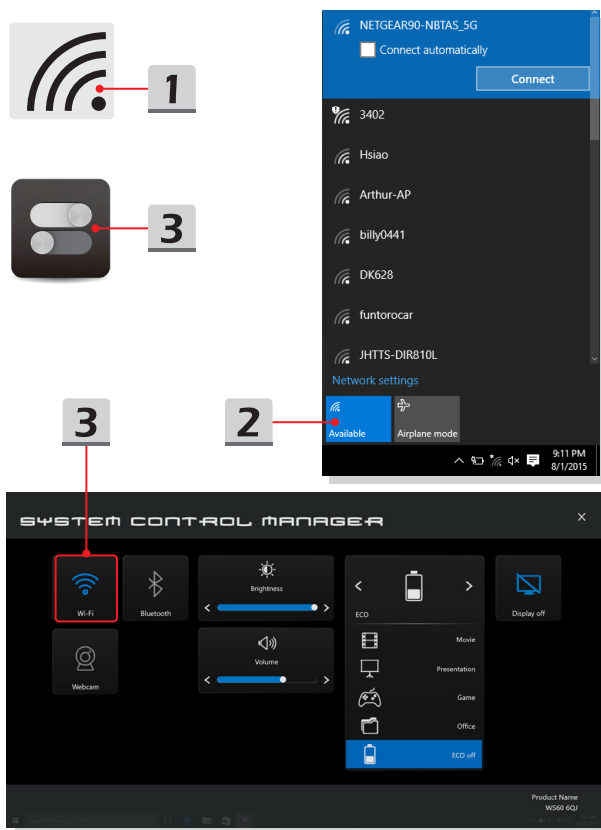 1
3
NETGEAR90-NBTAS_5G
Connect automatically
Connect
3402
Hsiao
Arthur-AP
billy0441
DK628
funtorocar
JHTTS-DIR810L
Network settings
Available
Airplane mode
9:11 PM
8/1/2015
2
3
SYSTEM CONTROL MANAGER
Wi-Fi
Bluetooth
Brightness
ECO
Display off
Webcam
Volume
Movie
Presentation
Game
Office
ECO off
Product Name
WS60 6QJ